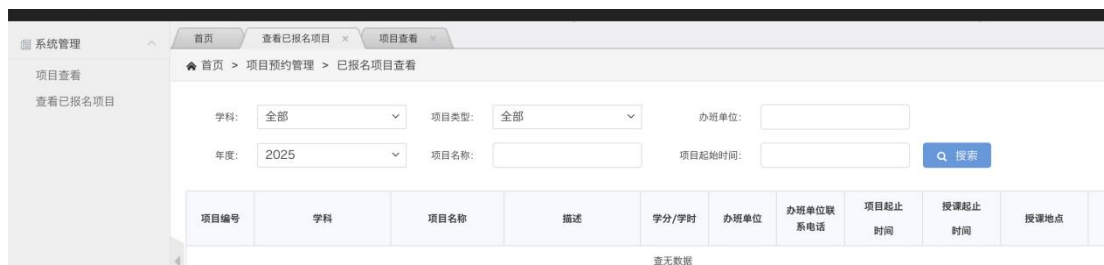 系统管理
项目查看
查看已报名项目
首页 查看已报名项目 × 项目查看 ×
首页 > 项目预约管理 > 已报名项目查看
学科: 全部 项目类型: 全部 办班单位:
年度: 2025 项目名称: 项目起始时间: 搜索
项目编号 学科 项目名称 描述 学分/学时 办班单位 办班单位联系电话 项目起止时间 授课起止时间 授课地点
查无数据